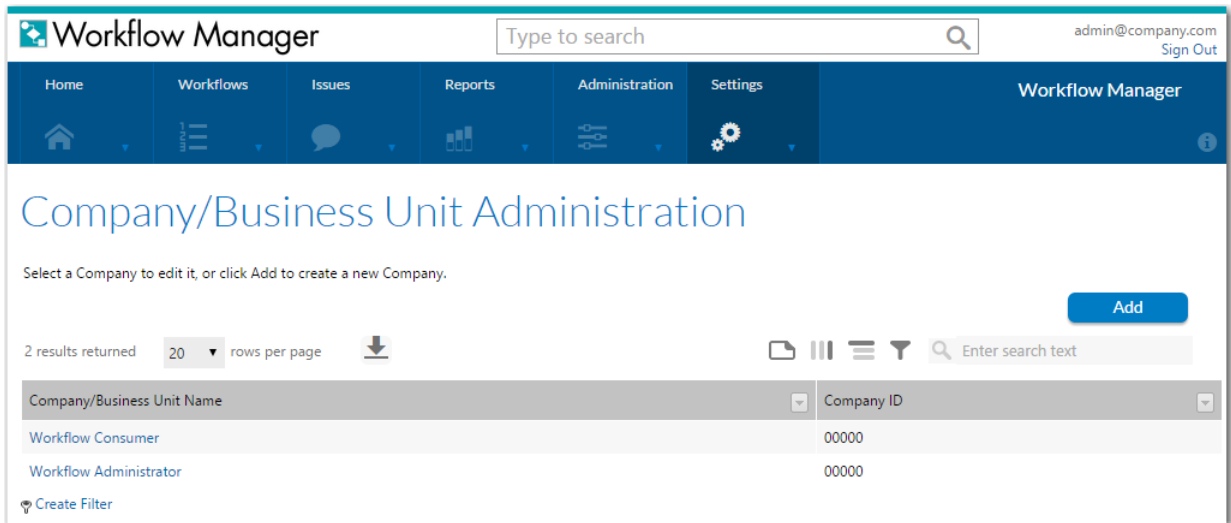 Workflow Manager
Type to search
admin@company.com
Sign Out
Home Workflows Issues Reports Administration Settings Workflow Manager
1
2
3
Company/Business Unit Administration
Select a Company to edit it, or click Add to create a new Company.
Add
2 results returned 20 rows per page Enter search text
Company/Business Unit Name Company ID
Workflow Consumer 00000
Workflow Administrator 00000
Create Filter